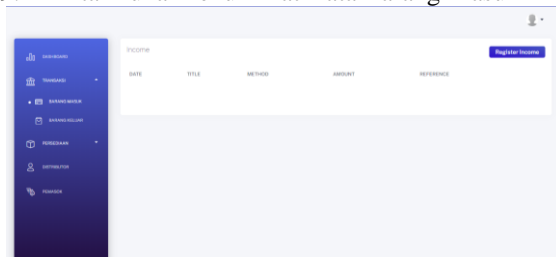 Income
Register Income
DATE TITLE METHOD AMOUNT REFERENCE
DASHBOARD
TRANSAKSI
BARANG MASUK
BARANG KELUAR
PERSEDIAAN
DISTRIBUTOR
PEMASOK